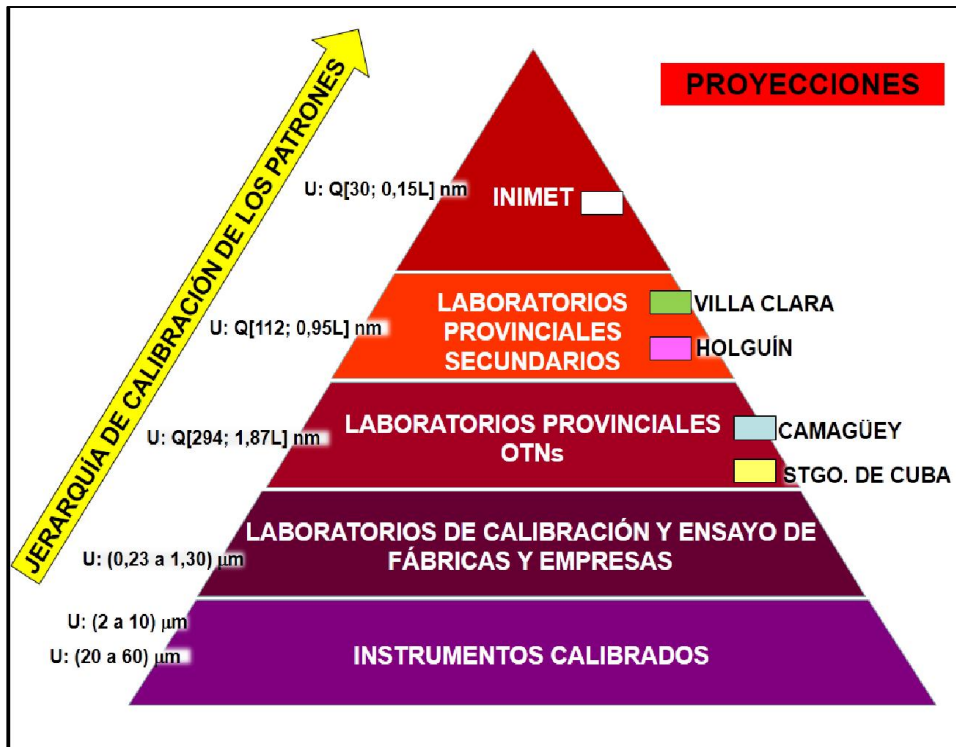 PROYECCIONES
JERARQUÍA DE CALIBRACIÓN DE LOS PATRONES
U: Q[30; 0,15L] nm
INIMET
U: Q[112; 0,95L] nm
LABORATORIOS
PROVINCIALES
SECUNDARIOS
VILLA CLARA
HOLGUÍN
U: Q[294; 1,87L] nm
LABORATORIOS PROVINCIALES
OTNs
CAMAGÜEY
STGO. DE CUBA
LABORATORIOS DE CALIBRACIÓN Y ENSAYO DE
FÁBRICAS Y EMPRESAS
U: (0,23 a 1,30) μm
U: (2 a 10) μm
U: (20 a 60) μm
INSTRUMENTOS CALIBRADOS